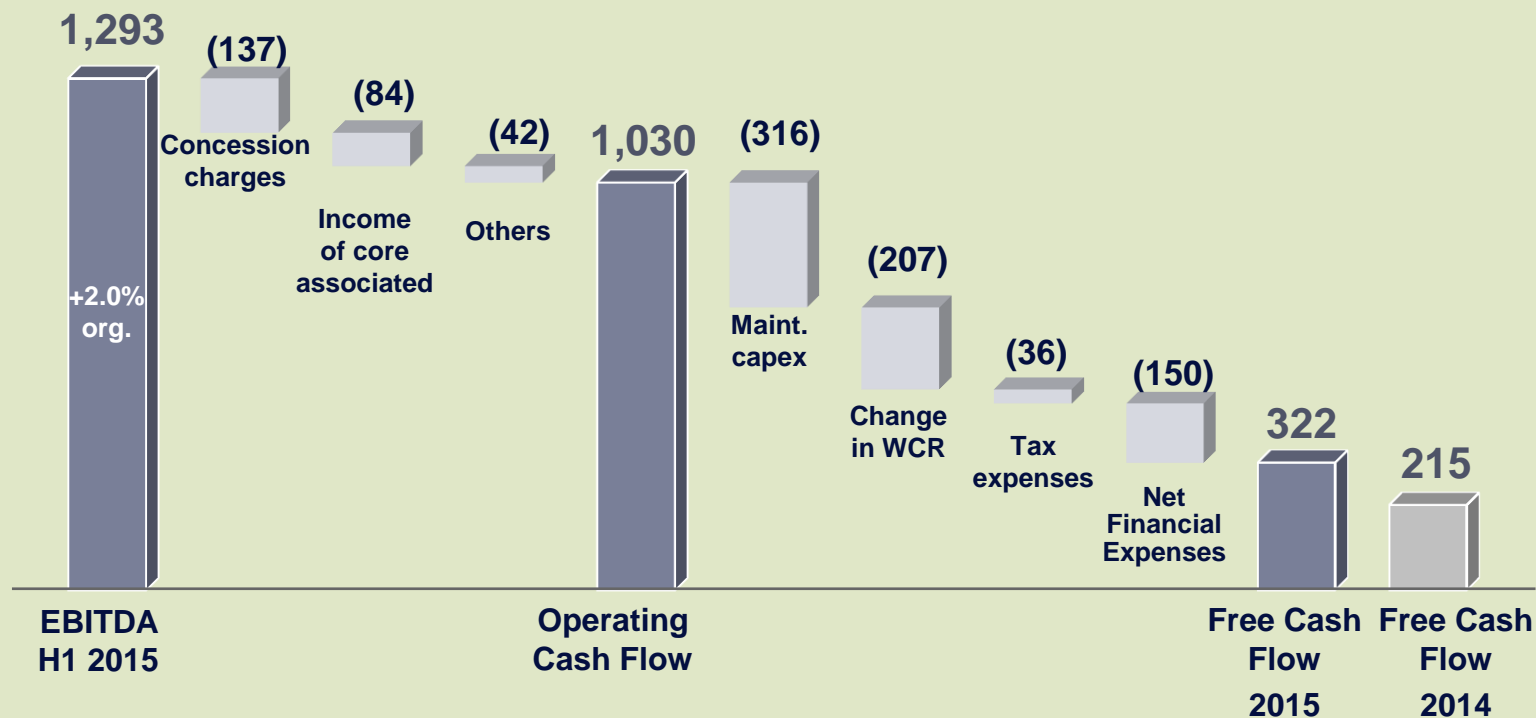 1,293
(137)
(84)
(42)
1,030
(316)
(207)
(36)
(150)
322
215
Concession
charges
Income
of core
associated
Others
Maint.
capex
Change
in WCR
Tax
expenses
Net
Financial
Expenses
+2.0%
org.
EBITDA
H1 2015
Operating
Cash Flow
Free Cash
Flow
2015
Free Cash
Flow
2014